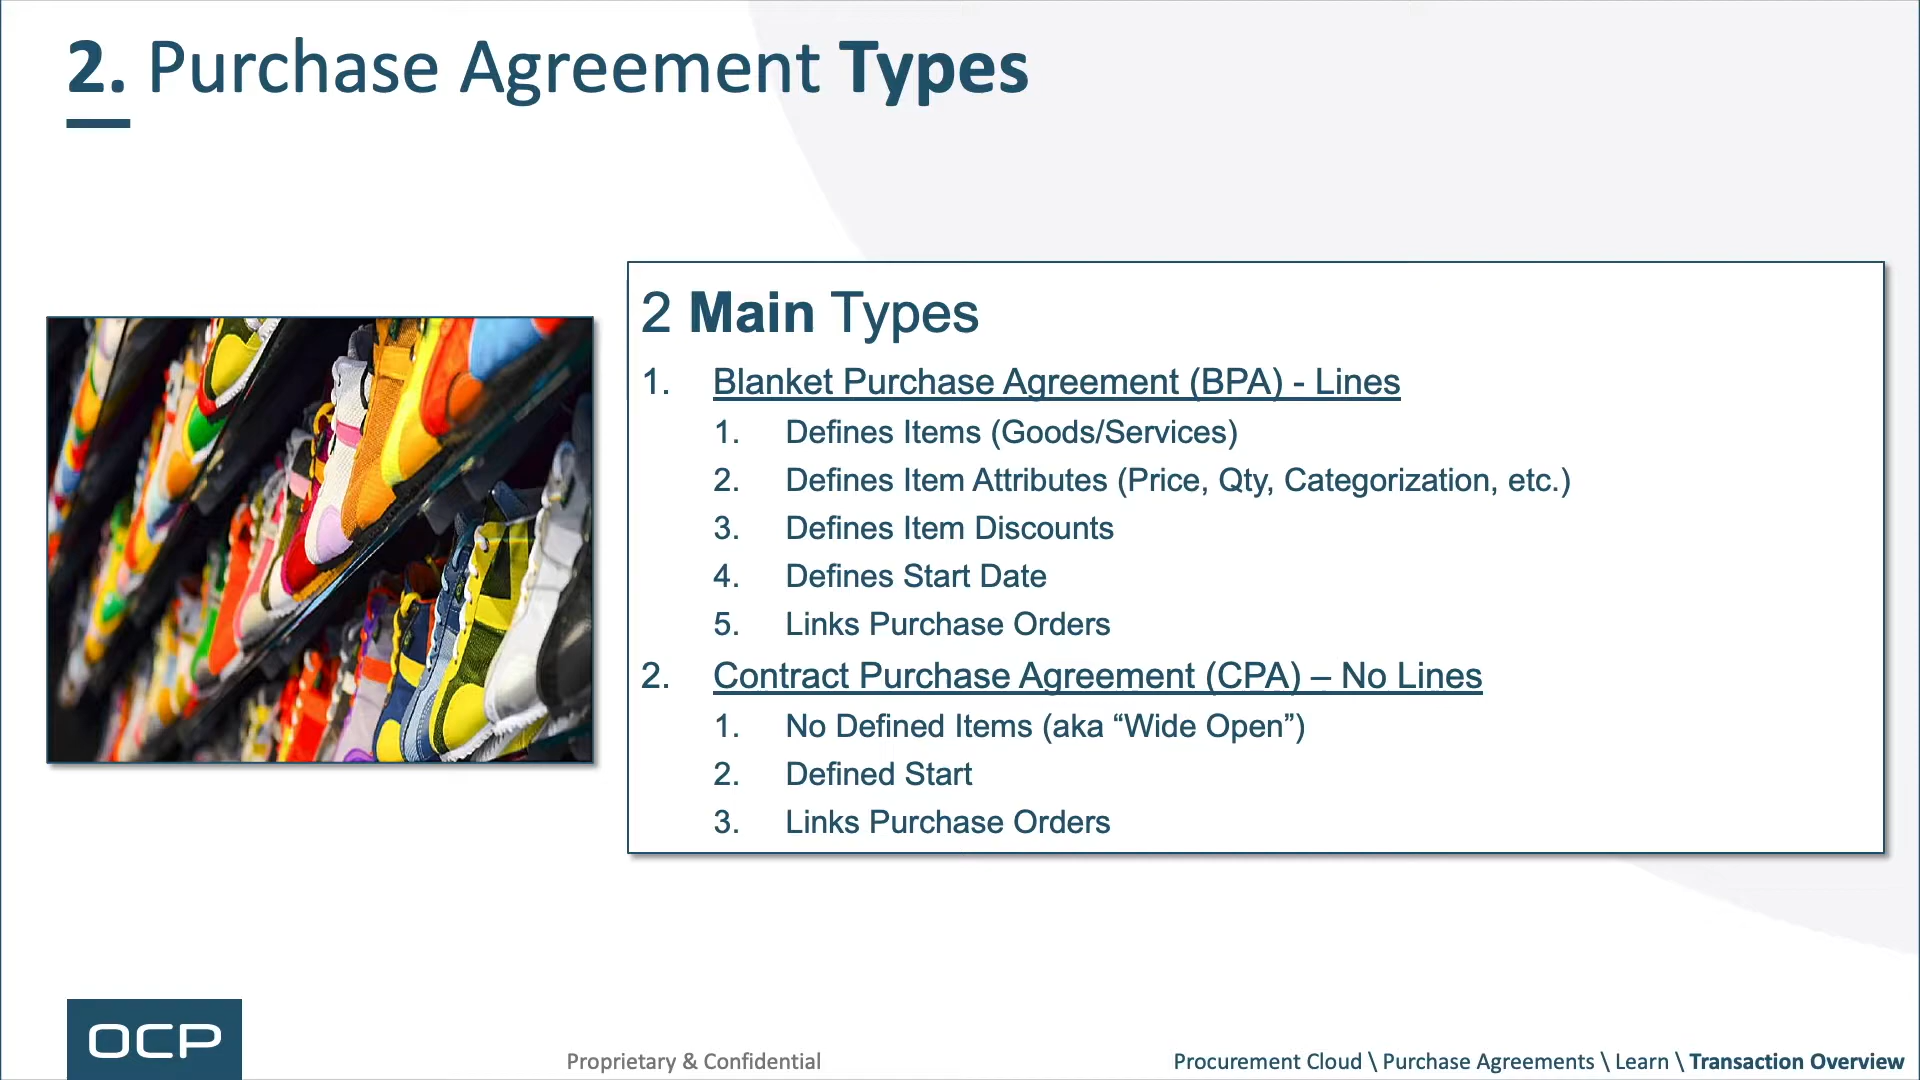 2. Purchase Agreement Types
2 Main Types
1. Blanket Purchase Agreement (BPA) - Lines
1. Defines Items (Goods/Services)
2. Defines Item Attributes (Price, Qty, Categorization, etc.)
3. Defines Item Discounts
4. Defines Start Date
5. Links Purchase Orders
2. Contract Purchase Agreement (CPA) – No Lines
1. No Defined Items (aka “Wide Open”)
2. Defined Start
3. Links Purchase Orders
OCP
Proprietary & Confidential
Procurement Cloud \ Purchase Agreements \ Learn \ Transaction Overview